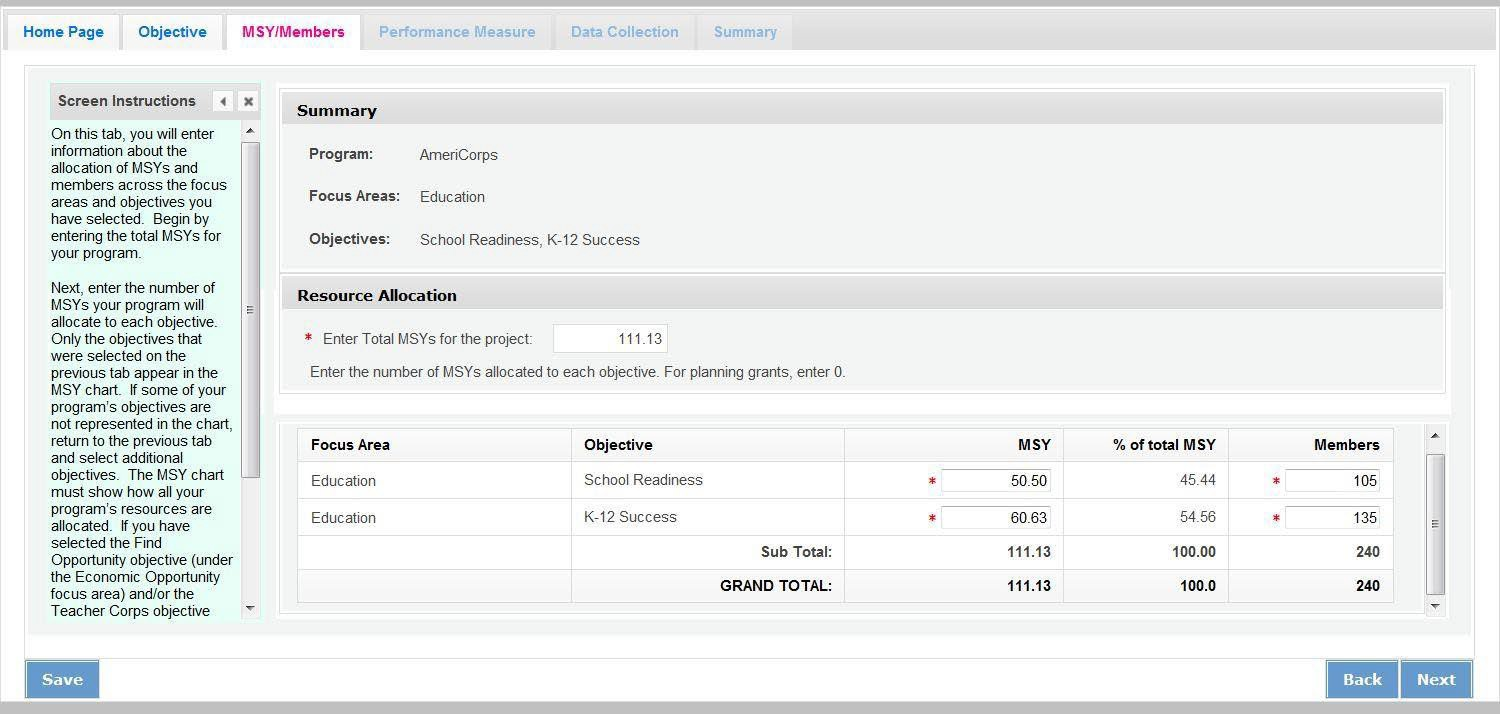 Home Page Objective MSY/Members Performance Measure Data Collection Summary
Screen Instructions
On this tab, you will enter
information about the
allocation of MSYs and
members across the focus
areas and objectives you
have selected.  Begin by
entering the total MSYs for
your program.
Next, enter the number of
MSYs your program will
allocate to each objective.
Only the objectives that
were selected on the
previous tab appear in the
MSY chart.  If some of your
program's objectives are
not represented in the chart,
return to the previous tab
and select additional
objectives.  The MSY chart
must show how all your
program's resources are
allocated.  If you have
selected the Find
Opportunity objective (under
the Economic Opportunity
focus area) and/or the
Teacher Corps objective
Summary
Program: AmeriCorps
Focus Areas: Education
Objectives: School Readiness, K-12 Success
Resource Allocation
* Enter Total MSYs for the project: 111.13
Enter the number of MSYs allocated to each objective. For planning grants, enter 0.
Focus Area Objective MSY % of total MSY Members
Education School Readiness * 50.50 45.44 * 105
Education K-12 Success * 60.63 54.56 * 135
Sub Total: 111.13 100.00 240
GRAND TOTAL: 111.13 100.0 240
Save Back Next